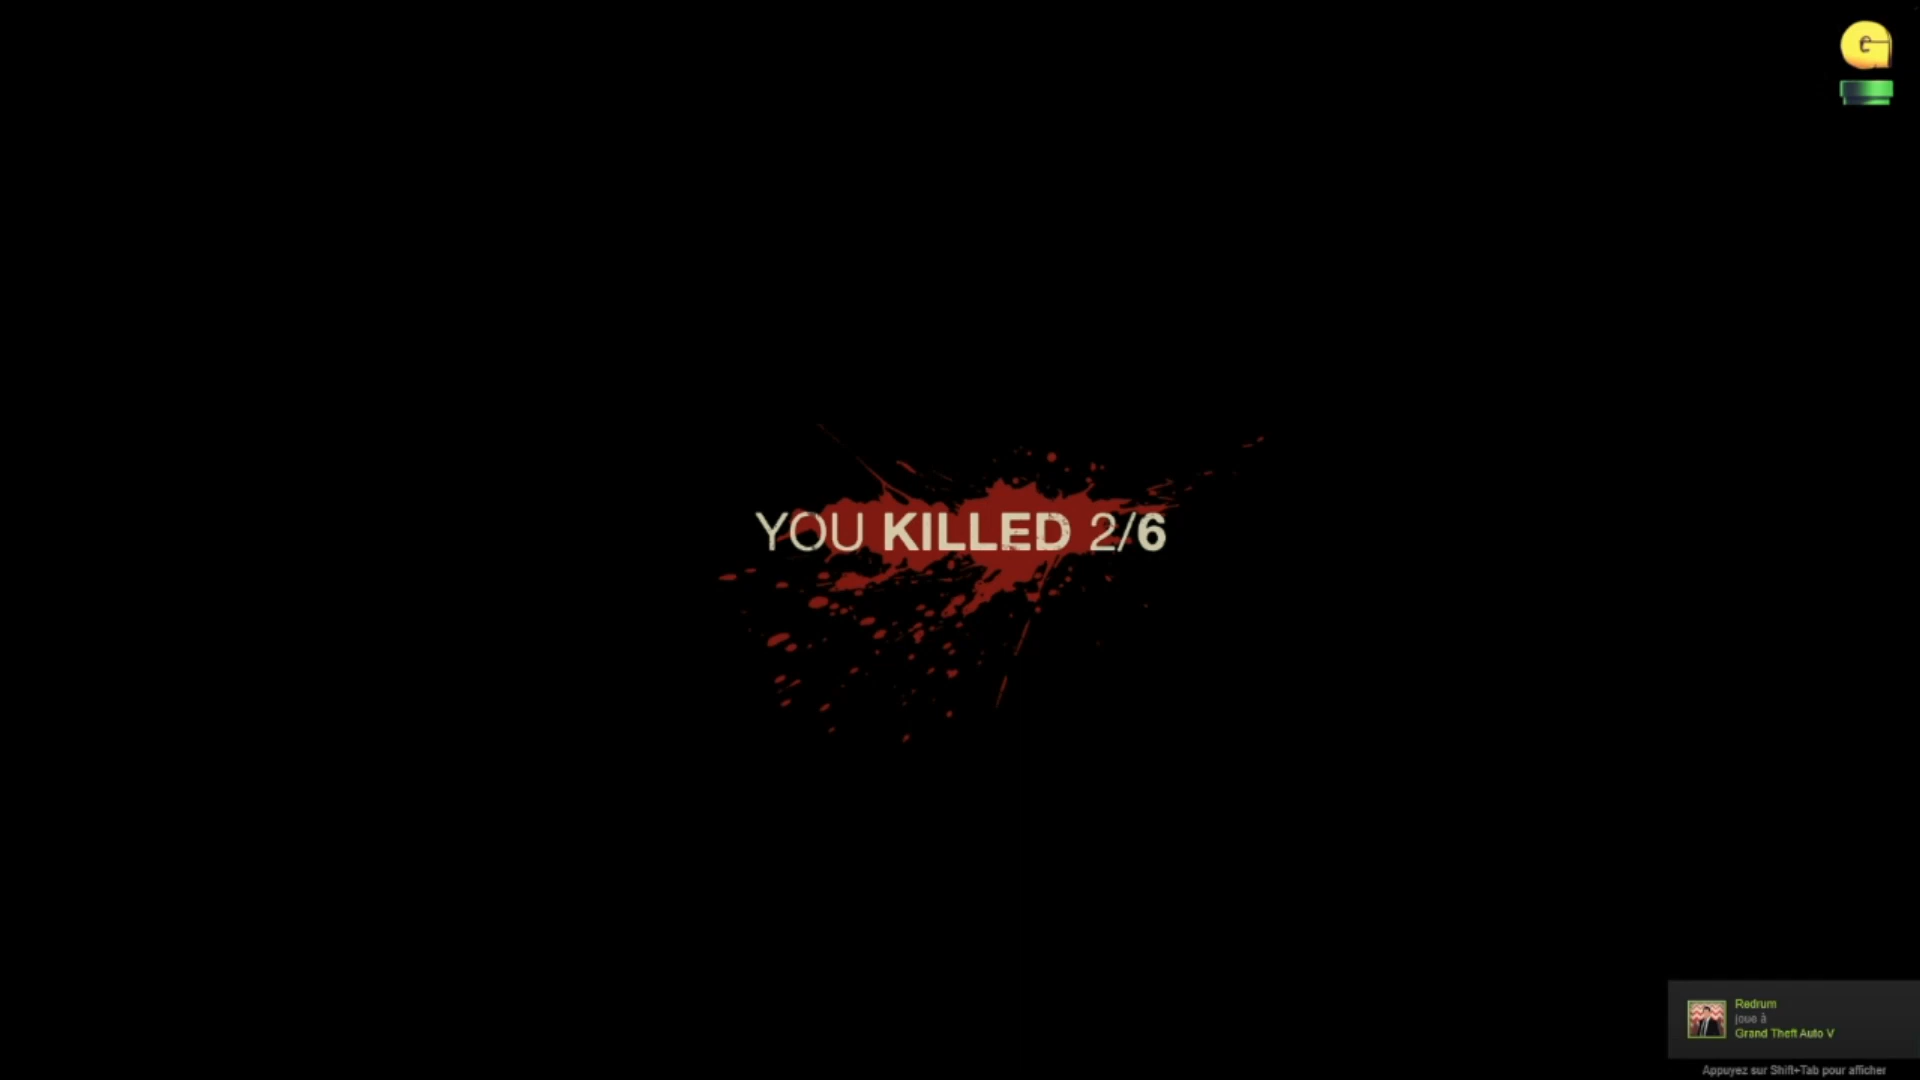 G
YOU KILLED 2/6
Redrum
joue à
Grand Theft Auto V
Appuyez sur Shift+Tab pour afficher